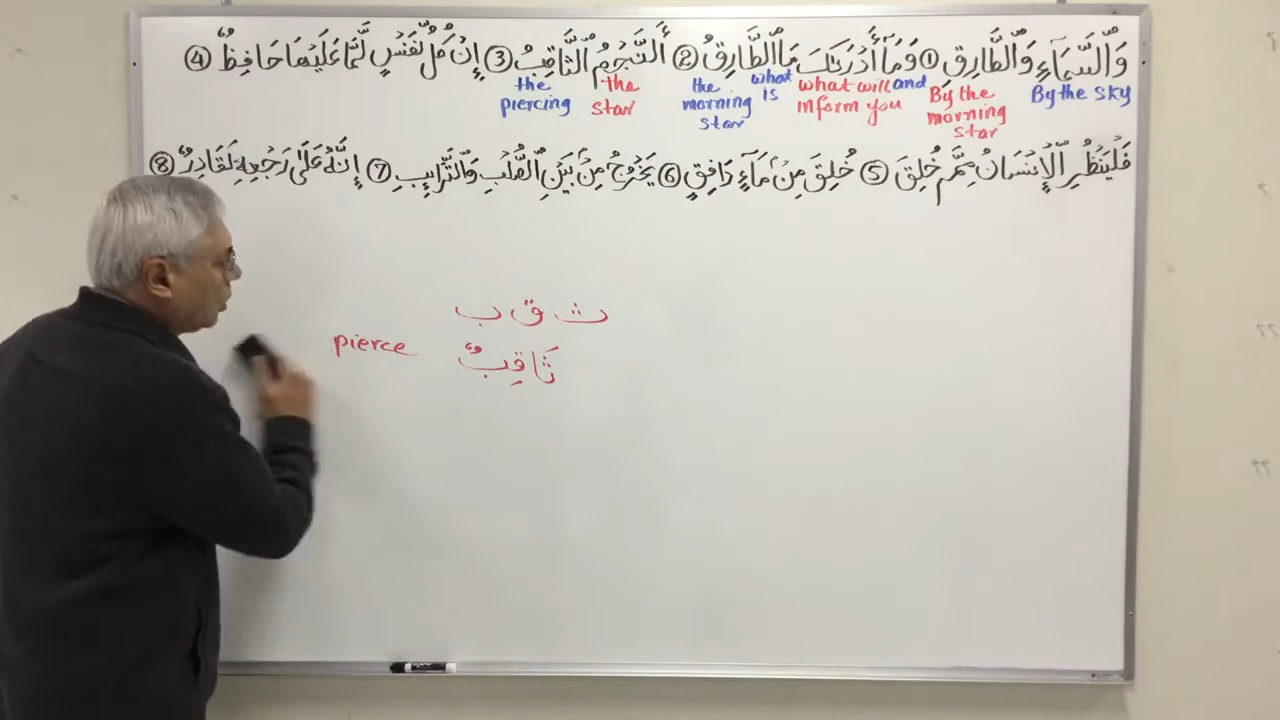 وَٱلسَّمَآءِ وَٱلطَّارِقِ ① وَمَآ أَدْرَىٰكَ مَا ٱلطَّارِقُ ② ٱلنَّجْمُ ٱلثَّاقِبُ ③ إِنْ كُلُّ نَفْسٍ لَّمَّا عَلَيْهَا حَافِظٌ ④
By the sky By the morning star and what will inform you what is the morning star the star the piercing
فَلْيَنْظُرِ ٱلْإِنْسَانُ مِمَّ خُلِقَ ⑤ خُلِقَ مِنْ مَآءٍ دَافِقٍ ⑥ يَخْرُجُ مِنْ بَيْنِ ٱلصُّلْبِ وَٱلتَّرَآئِبِ ⑦ إِنَّهُ عَلَىٰ رَجْعِهِ لَقَادِرٌ ⑧
ث ق ب
ثَاقِبٌ pierce